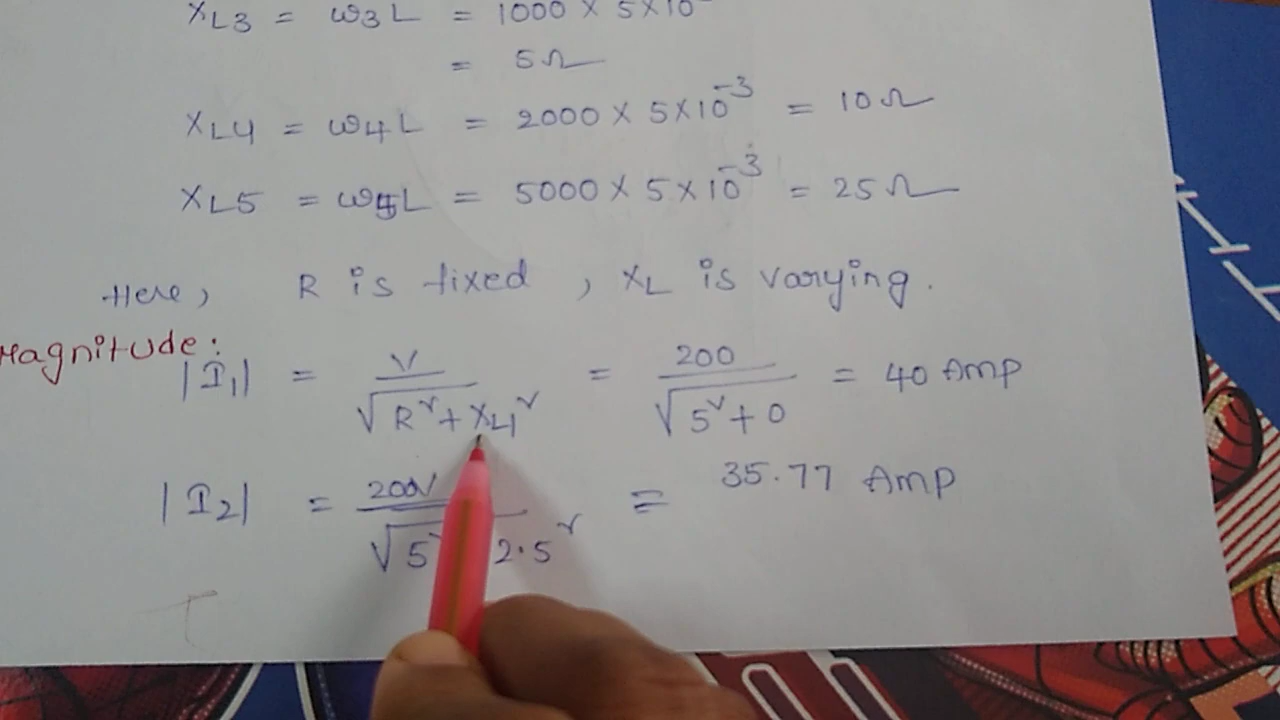 XL3 = ω3L = 1000 × 5×10
= 5Ω
XL4 = ω4L = 2000 × 5×10⁻³ = 10Ω
XL5 = ω5L = 5000 × 5×10⁻³ = 25Ω
Here, R is fixed, XL is varying.
Magnitude:
|I₁| = V / √R² + XL1² = 200 / √5² + 0 = 40 Amp
|I₂| = 200 / √5² 2.5² = 35.77 Amp